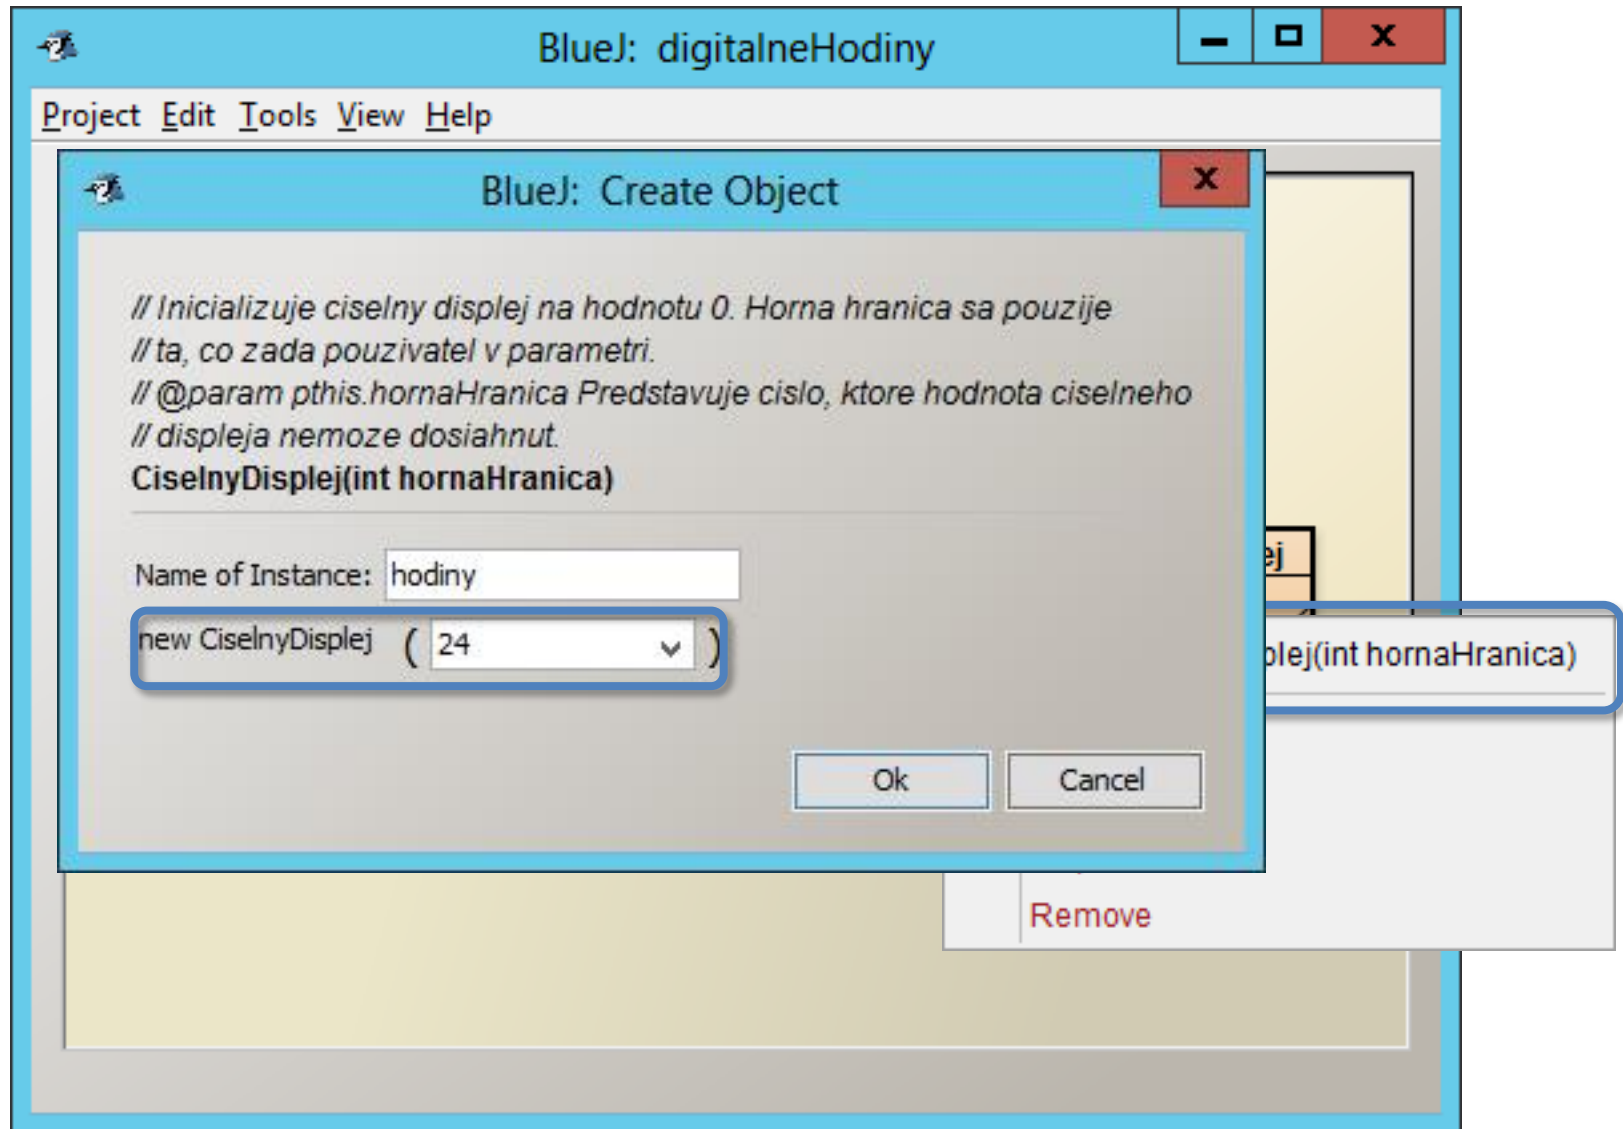 BlueJ: digitalneHodiny
Project Edit Tools View Help
BlueJ: Create Object
// Inicializuje ciselny displej na hodnotu 0. Horna hranica sa pouzije
// ta, co zada pouzivatel v parametri.
// @param pthis.hornaHranica Predstavuje cislo, ktore hodnota ciselneho
// displeja nemoze dosiahnut.
CiselnyDisplej(int hornaHranica)
Name of Instance: hodiny
new CiselnyDisplej ( 24 )
Ok Cancel
ej
plej(int hornaHranica)
Remove